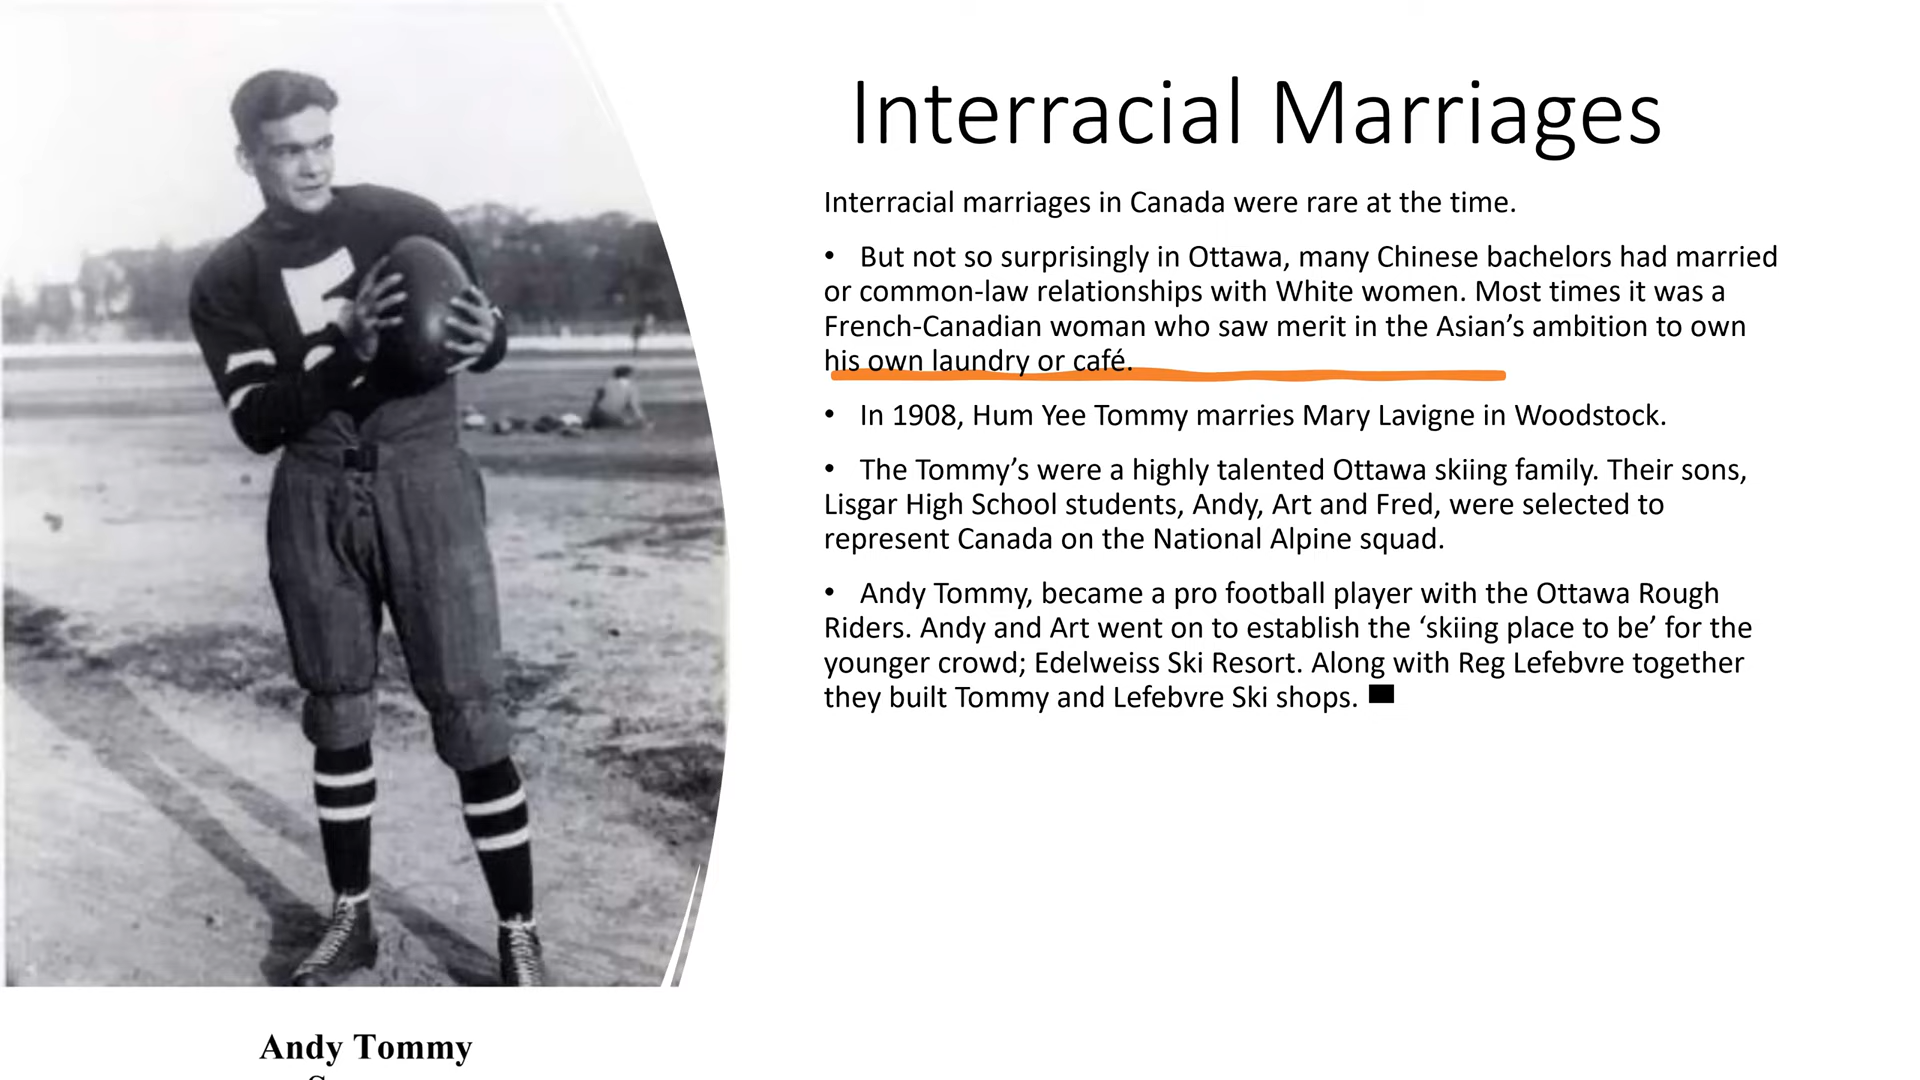 Interracial Marriages
Interracial marriages in Canada were rare at the time.
• But not so surprisingly in Ottawa, many Chinese bachelors had married
or common-law relationships with White women. Most times it was a
French-Canadian woman who saw merit in the Asian’s ambition to own
his own laundry or café.
• In 1908, Hum Yee Tommy marries Mary Lavigne in Woodstock.
• The Tommy’s were a highly talented Ottawa skiing family. Their sons,
Lisgar High School students, Andy, Art and Fred, were selected to
represent Canada on the National Alpine squad.
• Andy Tommy, became a pro football player with the Ottawa Rough
Riders. Andy and Art went on to establish the ‘skiing place to be’ for the
younger crowd; Edelweiss Ski Resort. Along with Reg Lefebvre together
they built Tommy and Lefebvre Ski shops. ■
Andy Tommy